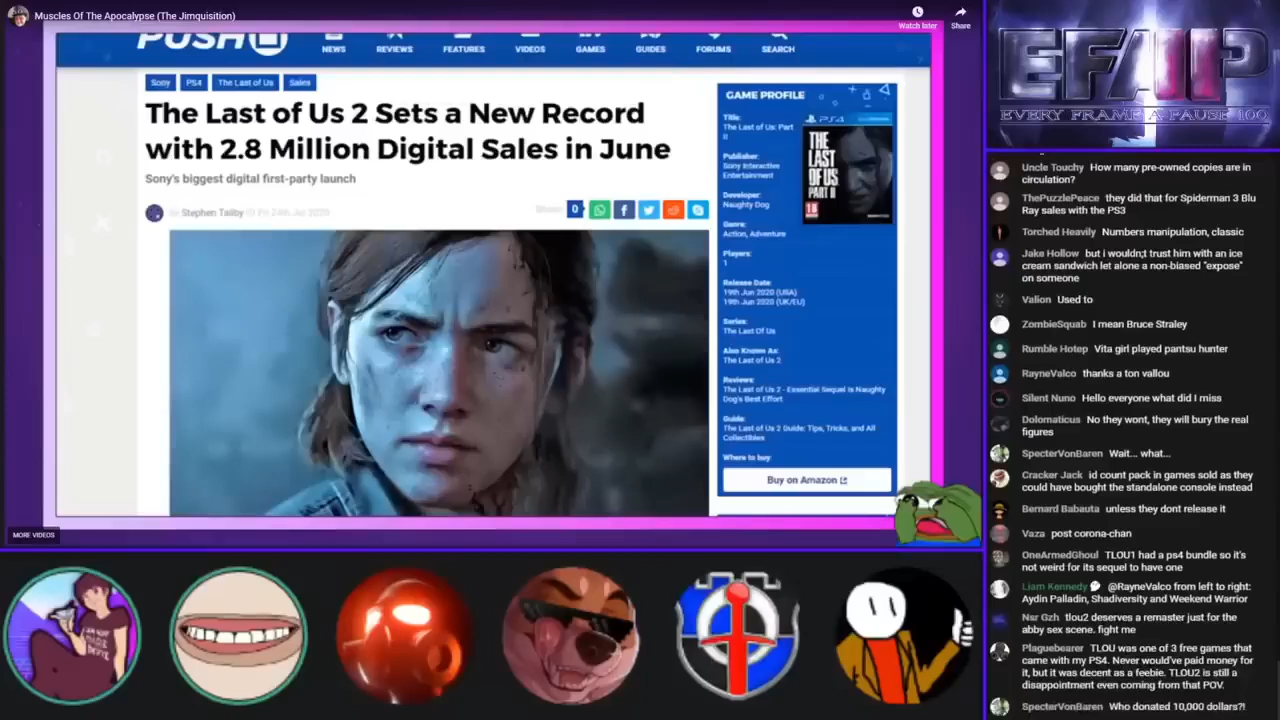 Muscles Of The Apocalypse (The Jimquisition)
Watch later
Share
PUSH
NEWS
REVIEWS
FEATURES
VIDEOS
GAMES
GUIDES
FORUMS
SEARCH
Sony
PS4
The Last of Us
Sales
The Last of Us 2 Sets a New Record
with 2.8 Million Digital Sales in June
Sony's biggest digital first-party launch
by Stephen Tailby Fri 24th Jul 2020
Share:
0
GAME PROFILE
Title:
The Last of Us: Part
II
Publisher:
Sony Interactive
Entertainment
Developer:
Naughty Dog
Genre:
Action, Adventure
Players:
1
Release Date:
19th Jun 2020 (USA)
19th Jun 2020 (UK/EU)
Series:
The Last Of Us
Also Known As:
The Last of Us 2
Reviews:
The Last of Us 2 - Essential Sequel Is Naughty
Dog's Best Effort
Guide:
The Last of Us 2 Guide: Tips, Tricks, and All
Collectibles
Where to buy:
Buy on Amazon
PS4
THE
LAST
OF US
PART II
18
MORE VIDEOS
EFAP
EVERY FRAME A PAUSE 100
Uncle Touchy How many pre-owned copies are in
circulation?
ThePuzzlePeace they did that for Spiderman 3 Blu
Ray sales with the PS3
Torched Heavily Numbers manipulation, classic
Jake Hollow but i wouldn;t trust him with an ice
cream sandwich let alone a non-biased "expose"
on someone
Valion Used to
ZombieSquab I mean Bruce Straley
Rumble Hotep Vita girl played pantsu hunter
RayneValco thanks a ton vallou
Silent Nuno Hello everyone what did I miss
Dolomaticus No they wont, they will bury the real
figures
SpecterVonBaren Wait... what...
Cracker Jack id count pack in games sold as they
could have bought the standalone console instead
Bernard Babauta unless they dont release it
Vaza post corona-chan
OneArmedGhoul TLOU1 had a ps4 bundle so it's
not weird for its sequel to have one
Liam Kennedy @RayneValco from left to right:
Aydin Paladin, Shadiversity and Weekend Warrior
Nsr Gzh tlou2 deserves a remaster just for the
abby sex scene. fight me
Plaguebearer TLOU was one of 3 free games that
came with my PS4. Never would've paid money for
it, but it was decent as a feebie. TLOU2 is still a
disappointment even coming from that POV.
SpecterVonBaren Who donated 10,000 dollars?!